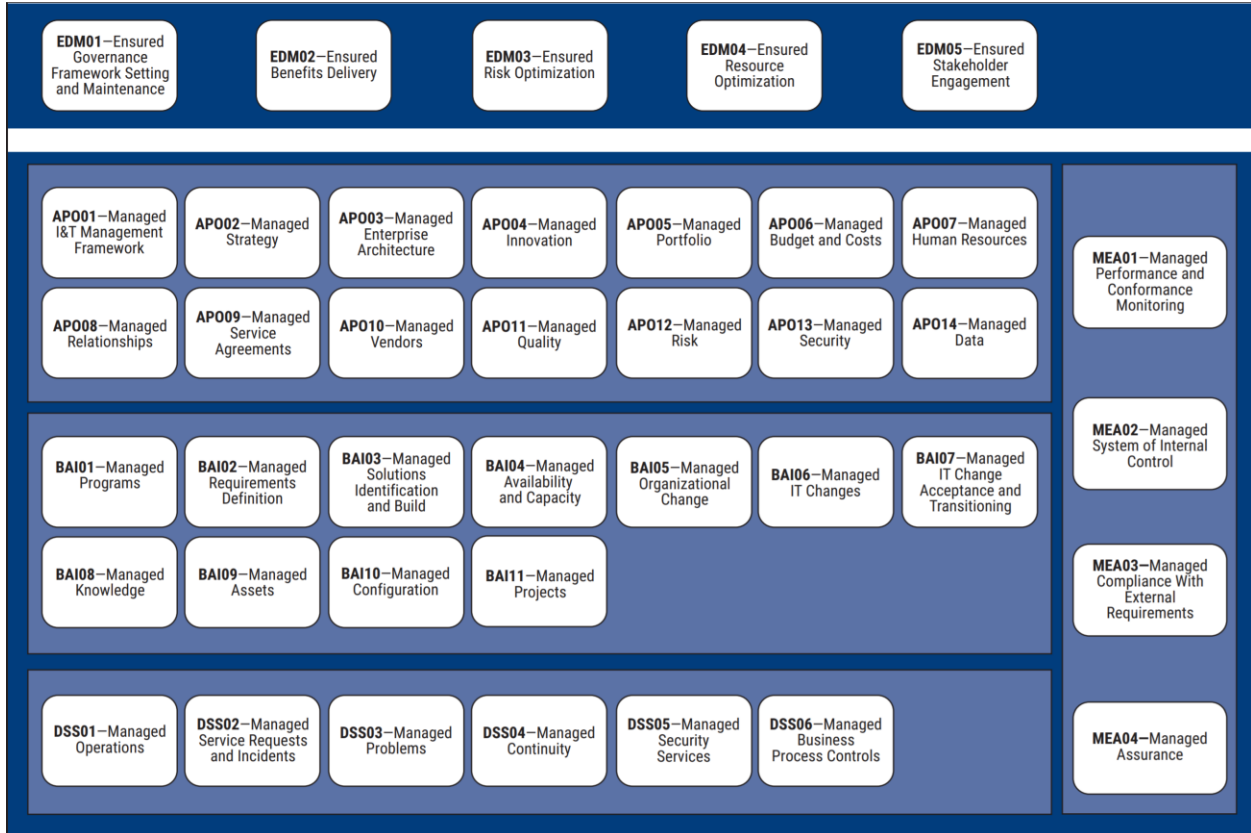 EDM01—Ensured
Governance
Framework Setting
and Maintenance
EDM02—Ensured
Benefits Delivery
EDM03—Ensured
Risk Optimization
EDM04—Ensured
Resource
Optimization
EDM05—Ensured
Stakeholder
Engagement
APO01—Managed
I&T Management
Framework
APO02—Managed
Strategy
APO03—Managed
Enterprise
Architecture
APO04—Managed
Innovation
APO05—Managed
Portfolio
APO06—Managed
Budget and Costs
APO07—Managed
Human Resources
APO08—Managed
Relationships
APO09—Managed
Service
Agreements
APO10—Managed
Vendors
APO11—Managed
Quality
APO12—Managed
Risk
APO13—Managed
Security
APO14—Managed
Data
BAI01—Managed
Programs
BAI02—Managed
Requirements
Definition
BAI03—Managed
Solutions
Identification
and Build
BAI04—Managed
Availability
and Capacity
BAI05—Managed
Organizational
Change
BAI06—Managed
IT Changes
BAI07—Managed
IT Change
Acceptance and
Transitioning
BAI08—Managed
Knowledge
BAI09—Managed
Assets
BAI10—Managed
Configuration
BAI11—Managed
Projects
DSS01—Managed
Operations
DSS02—Managed
Service Requests
and Incidents
DSS03—Managed
Problems
DSS04—Managed
Continuity
DSS05—Managed
Security
Services
DSS06—Managed
Business
Process Controls
MEA01—Managed
Performance and
Conformance
Monitoring
MEA02—Managed
System of Internal
Control
MEA03—Managed
Compliance With
External
Requirements
MEA04—Managed
Assurance